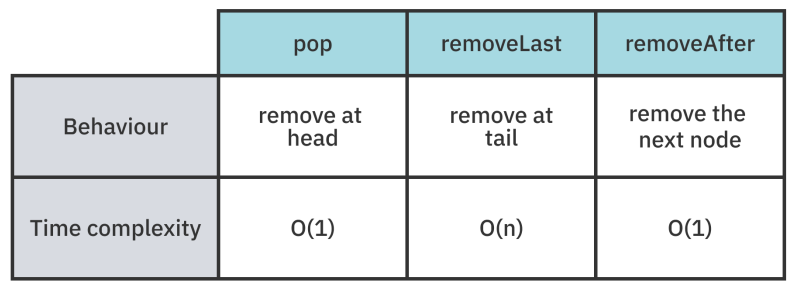 pop removeLast removeAfter
Behaviour
remove at
head
remove at
tail
remove the
next node
Time complexity O(1) O(n) O(1)